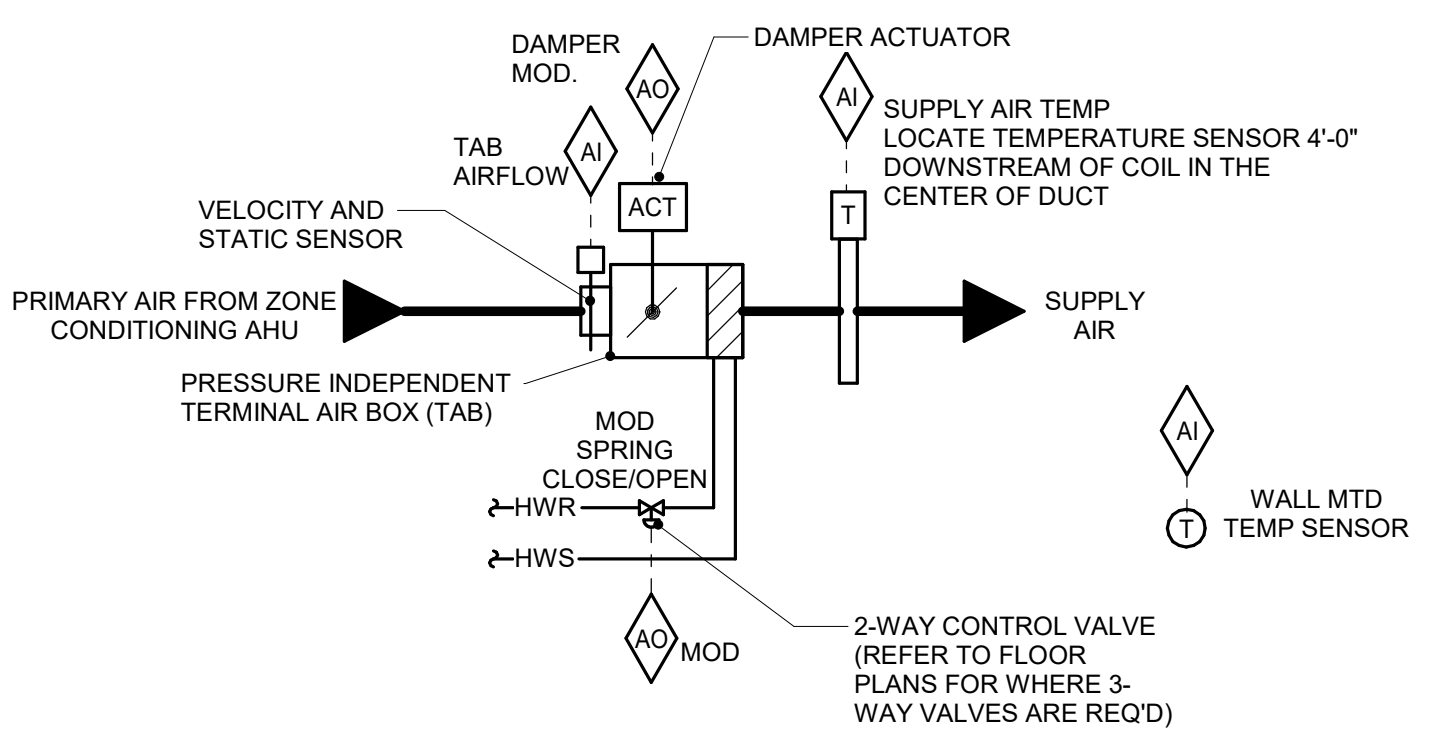 DAMPER
MOD.
AO
DAMPER ACTUATOR
AI
SUPPLY AIR TEMP
LOCATE TEMPERATURE SENSOR 4'-0"
DOWNSTREAM OF COIL IN THE
CENTER OF DUCT
TAB
AIRFLOW
AI
ACT
T
VELOCITY AND
STATIC SENSOR
PRIMARY AIR FROM ZONE
CONDITIONING AHU
SUPPLY
AIR
PRESSURE INDEPENDENT
TERMINAL AIR BOX (TAB)
MOD
SPRING
CLOSE/OPEN
HWR
HWS
AO
MOD
2-WAY CONTROL VALVE
(REFER TO FLOOR
PLANS FOR WHERE 3-
WAY VALVES ARE REQ'D)
AI
T
WALL MTD
TEMP SENSOR